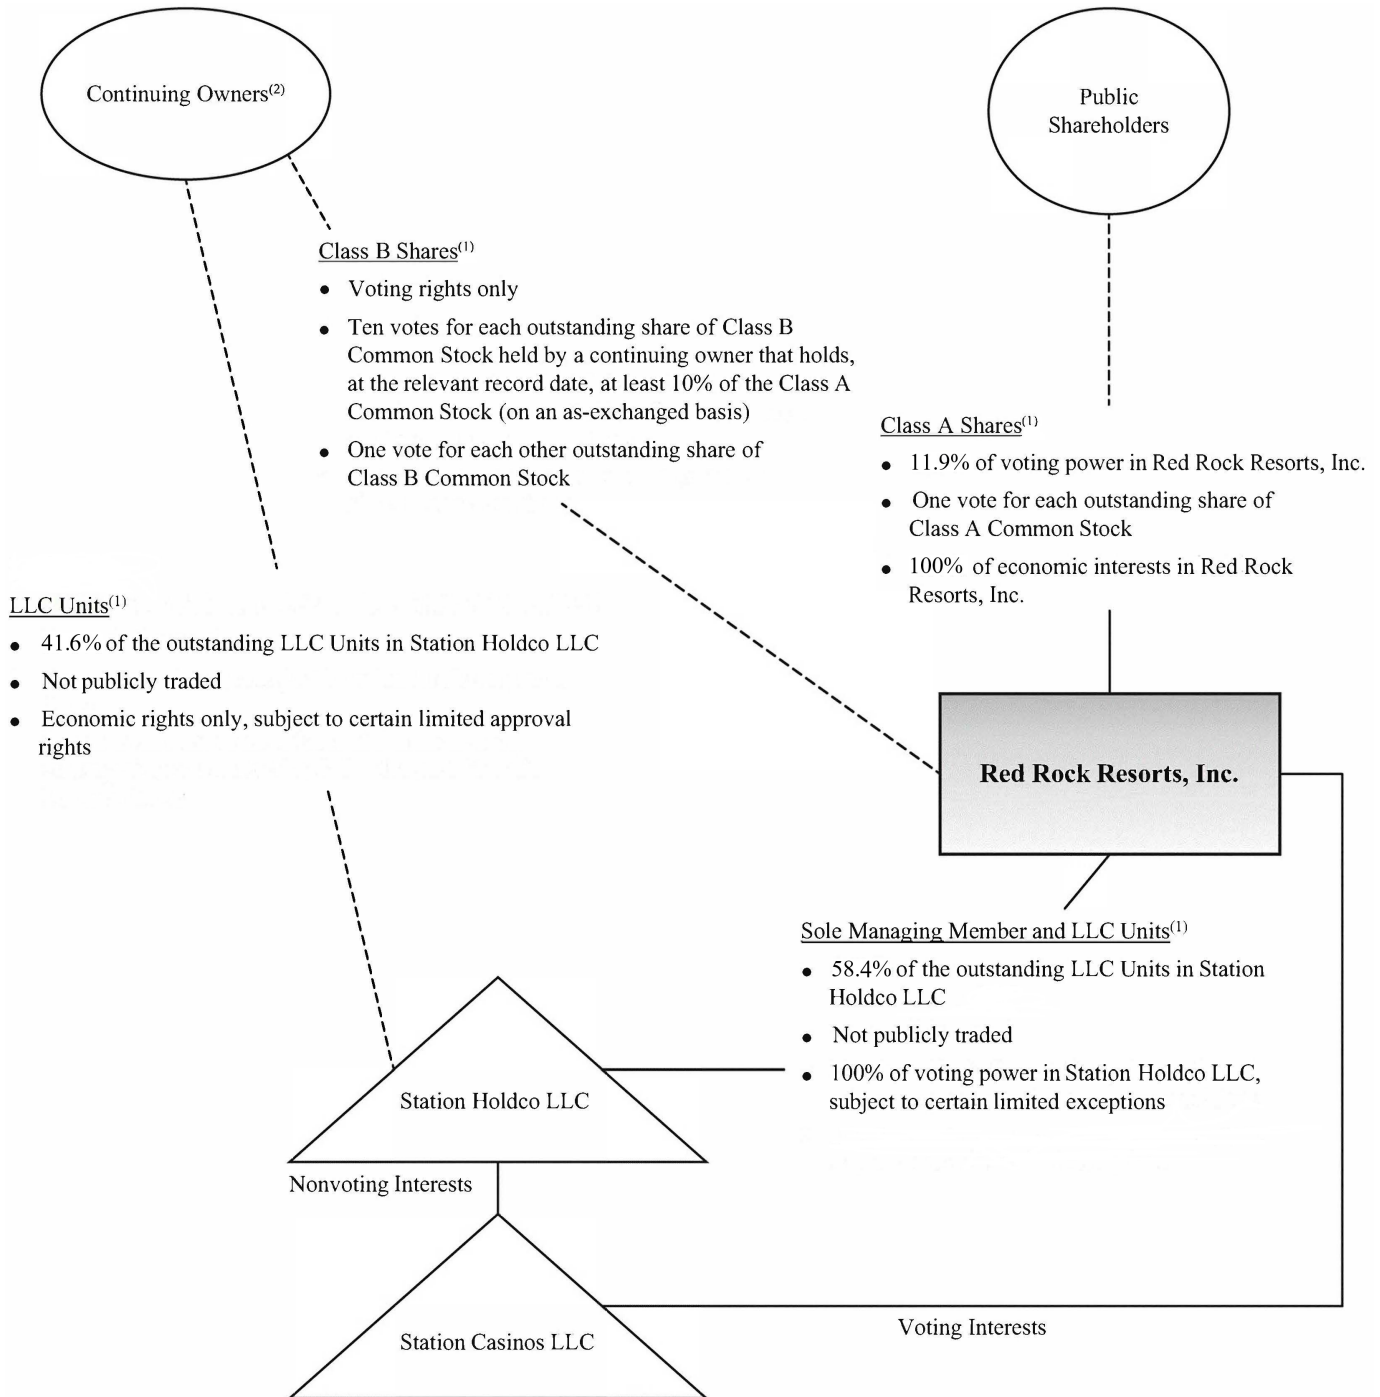 Continuing Owners(2)
Public
Shareholders
Class B Shares(1)
• Voting rights only
• Ten votes for each outstanding share of Class B
Common Stock held by a continuing owner that holds,
at the relevant record date, at least 10% of the Class A
Common Stock (on an as-exchanged basis)
• One vote for each other outstanding share of
Class B Common Stock
Class A Shares(1)
• 11.9% of voting power in Red Rock Resorts, Inc.
• One vote for each outstanding share of
Class A Common Stock
• 100% of economic interests in Red Rock
Resorts, Inc.
LLC Units(1)
• 41.6% of the outstanding LLC Units in Station Holdco LLC
• Not publicly traded
• Economic rights only, subject to certain limited approval
rights
Red Rock Resorts, Inc.
Sole Managing Member and LLC Units(1)
• 58.4% of the outstanding LLC Units in Station
Holdco LLC
• Not publicly traded
• 100% of voting power in Station Holdco LLC,
subject to certain limited exceptions
Station Holdco LLC
Nonvoting Interests
Station Casinos LLC
Voting Interests